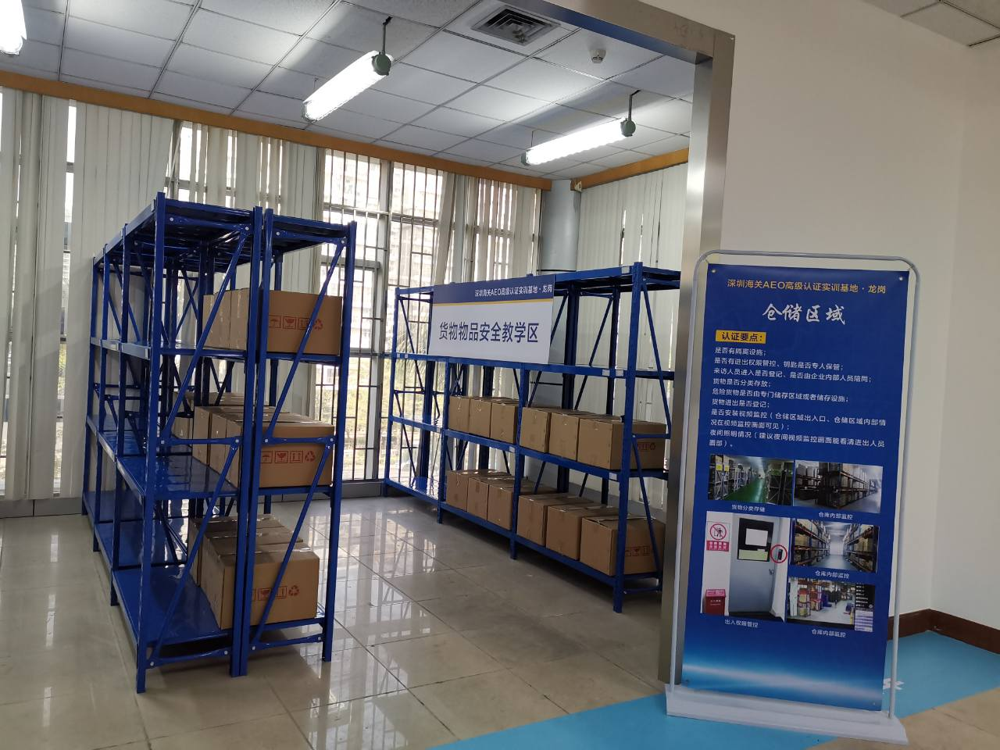 深圳海关AEO高级认证实训基地·龙岗
货物物品安全教学区
深圳海关AEO高级认证实训基地·龙岗
仓储区域
认证要点：
是否有隔离设施；
是否有进出权限管控、钥匙是否专人保管；
来访人员进入是否登记、是否由企业内部人员陪同；
货物是否分类存放；
危险货物是否由专门储存区域或者储存设施；
货物进出是否登记；
是否安装视频监控（仓储区域出入口、仓储区域内部情
况在视频监控画面可见）；
夜间照明情况（建议夜间视频监控画面能看清进出人员
面部）。
货物分类存储
仓库内部监控
仓库内部监控
出入权限管控
仓库内部监控